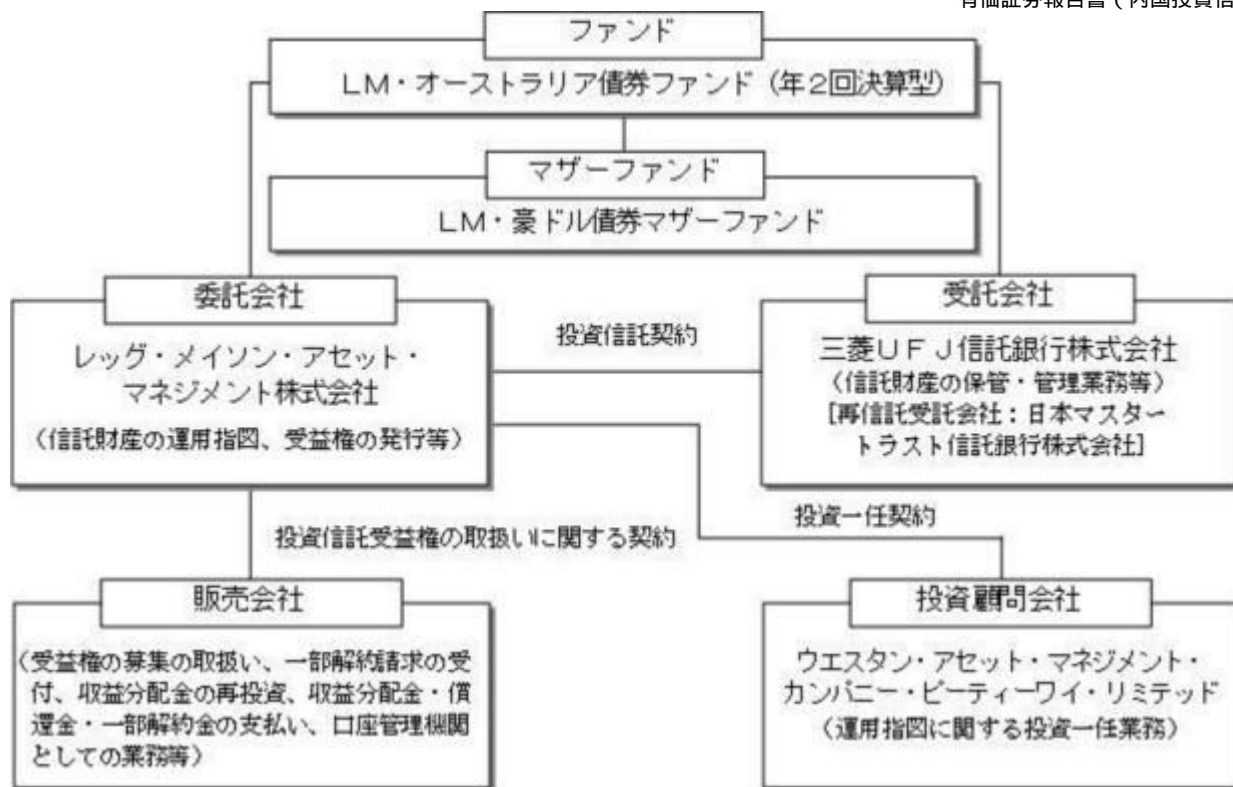 有価証券報告書(内国投資信
ファンド
LM・オーストラリア債券ファンド(年2回決算型)
マザーファンド
LM・豪ドル債券マザーファンド
委託会社
レッグ・メイソン・アセット・
マネジメント株式会社
(信託財産の運用指図、受益権の発行等)
投資信託契約
受託会社
三菱UFJ信託銀行株式会社
(信託財産の保管・管理業務等)
[再信託受託会社:日本マスター
トラスト信託銀行株式会社]
投資信託受益権の取扱いに関する契約
投資一任契約
販売会社
(受益権の募集の取扱い、一部解約請求の受
付、収益分配金の再投資、収益分配金・償
還金・一部解約金の支払い、口座管理機関
としての業務等)
投資顧問会社
ウエスタン・アセット・マネジメント・
カンパニー・ピーティーワイ・リミテッド
(運用指図に関する投資一任業務)